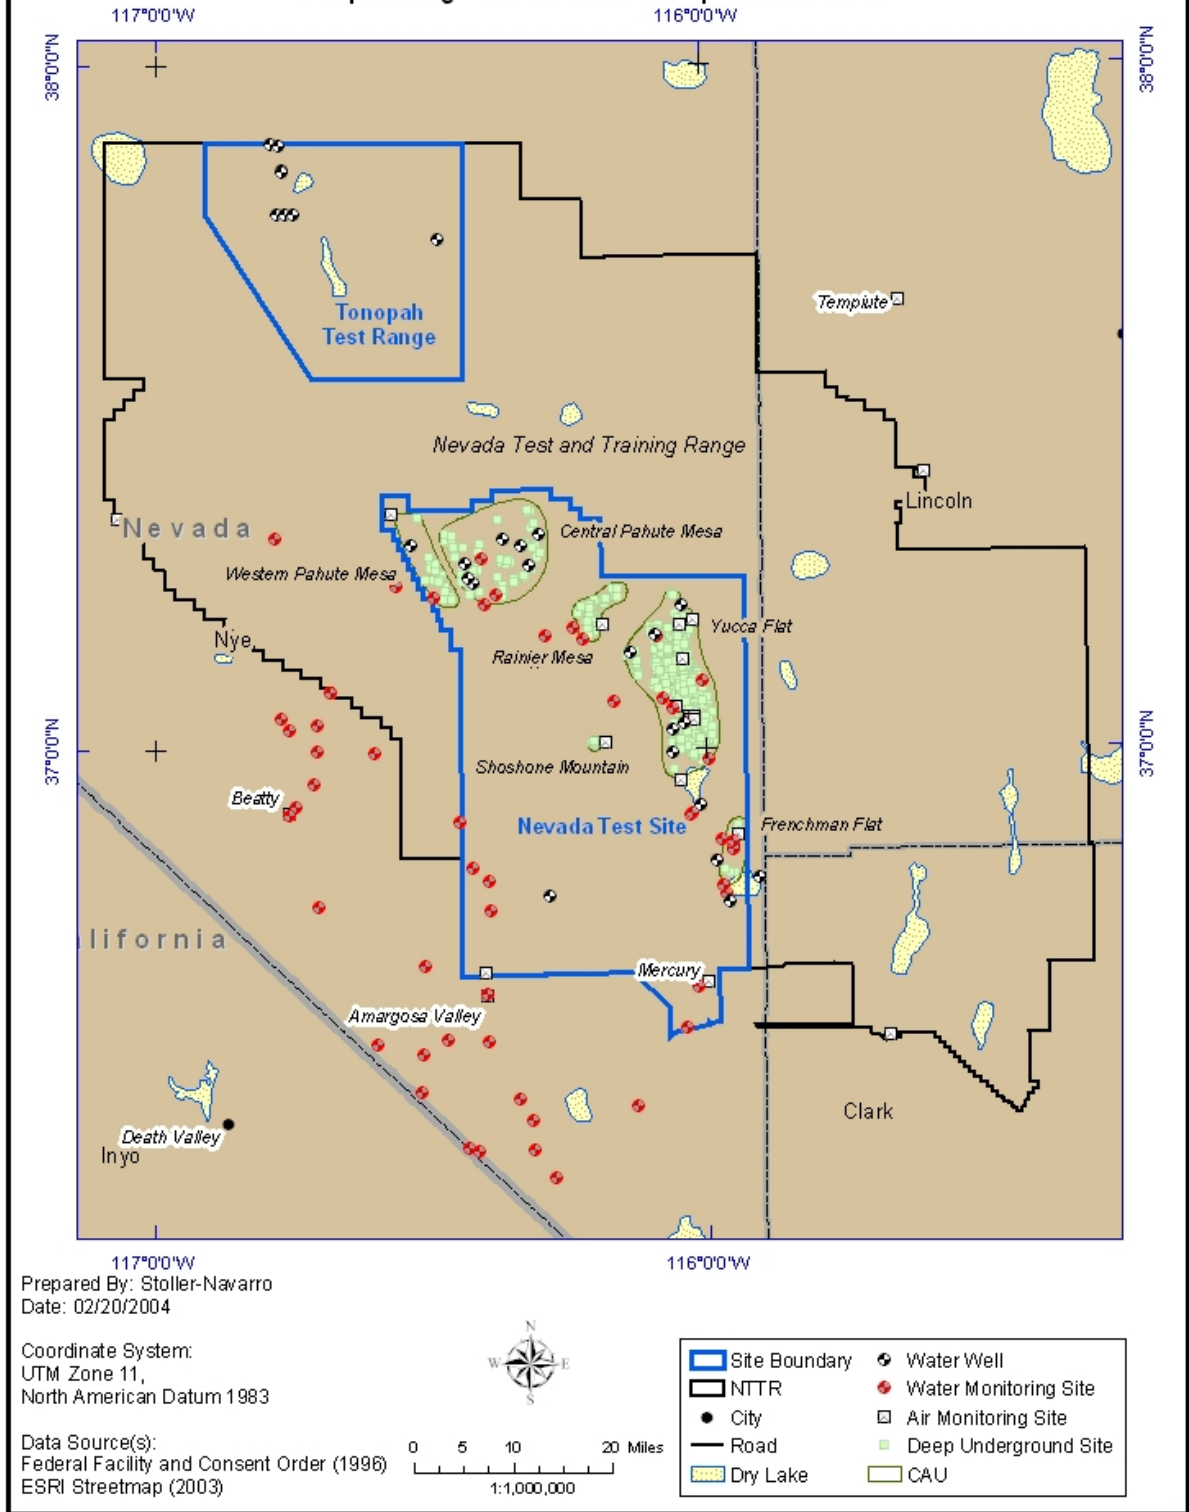 117°0'0"W
116°0'0"W
38°0'0"N
38°0'0"N
Tempiute
Tonopah
Test Range
Nevada Test and Training Range
Lincoln
Nevada
Central Pahute Mesa
Western Pahute Mesa
Yucca Flat
Nye
Rainier Mesa
37°0'0"N
37°0'0"N
Shoshone Mountain
Beatty
Nevada Test Site
Frenchman Flat
lifornia
Mercury
Amargosa Valley
Clark
Death Valley
Inyo
117°0'0"W
116°0'0"W
Prepared By: Stoller-Navarro
Date: 02/20/2004
Coordinate System:
UTM Zone 11,
North American Datum 1983
Data Source(s):
Federal Facility and Consent Order (1996)
ESRI Streetmap (2003)
N
W E
S
0 5 10 20 Miles
1:1,000,000
Site Boundary
NTTR
City
Road
Dry Lake
Water Well
Water Monitoring Site
Air Monitoring Site
Deep Underground Site
CAU